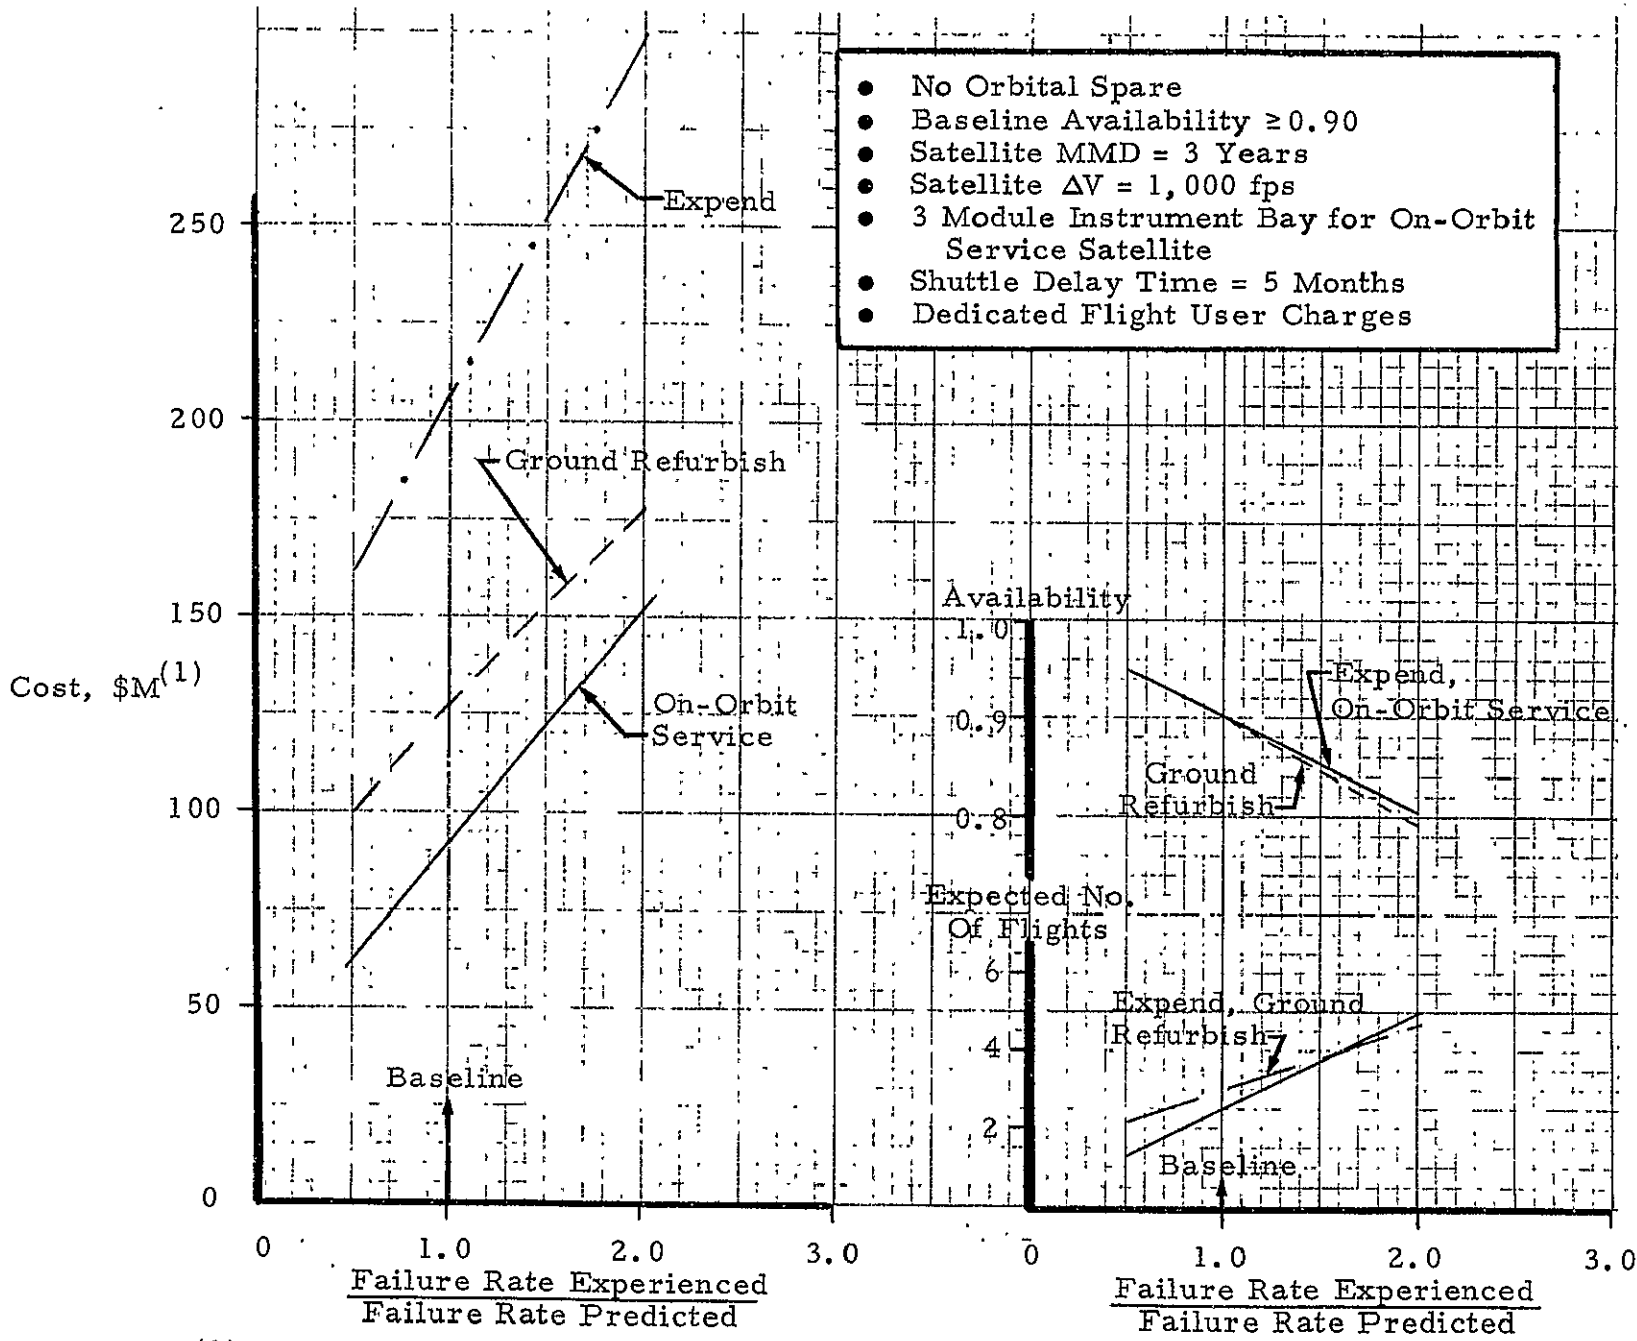 • No Orbital Spare
• Baseline Availability ≥0.90
• Satellite MMD = 3 Years
• Satellite ΔV = 1,000 fps
• 3 Module Instrument Bay for On-Orbit
Service Satellite
• Shuttle Delay Time = 5 Months
• Dedicated Flight User Charges
Expend
250
200
Ground Refurbish
150
Cost, $M(1)
On-Orbit
Service
100
50
Baseline
0
0 1.0 2.0 3.0
Failure Rate Experienced
Failure Rate Predicted
Availability
1.0
Expend,
On-Orbit Service
0.9
Ground
Refurbish
0.8
Expected No.
Of Flights
6
Expend, Ground
Refurbish
4
2
Baseline
0 1.0 2.0 3.0
Failure Rate Experienced
Failure Rate Predicted